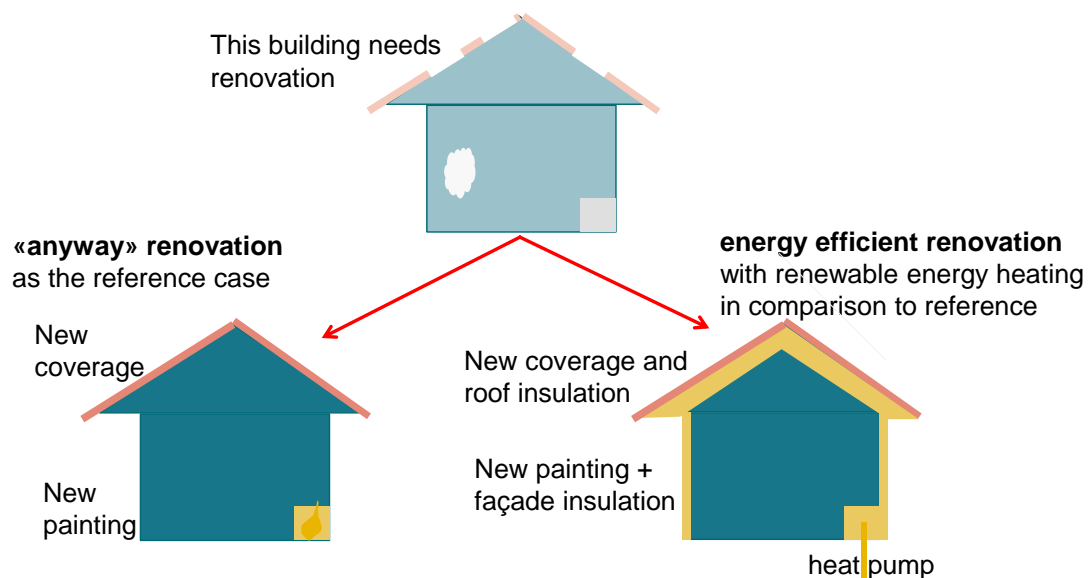 This building needs
renovation
«anyway» renovation
as the reference case
energy efficient renovation
with renewable energy heating
in comparison to reference
New
coverage
New coverage and
roof insulation
New
painting
New painting +
façade insulation
heat pump